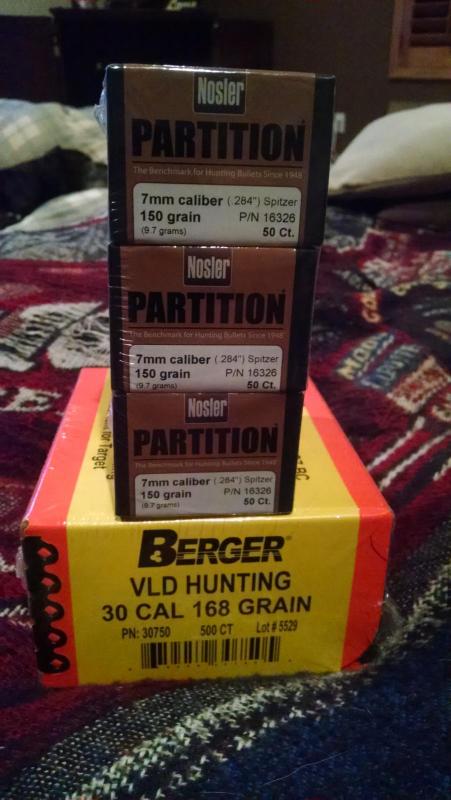 Nosler
PARTITION
The Benchmark for Hunting Bullets Since 1948
7mm caliber (.284") Spitzer
150 grain P/N 16326
(9.7 grams) 50 Ct.
Nosler
PARTITION
The Benchmark for Hunting Bullets Since 1948
7mm caliber (.284") Spitzer
150 grain P/N 16326
(9.7 grams) 50 Ct.
Nosler
PARTITION
The Benchmark for Hunting Bullets Since 1948
7mm caliber (.284") Spitzer
150 grain P/N 16326
(9.7 grams) 50 Ct.
for Target
BC
BERGER®
VLD HUNTING
30 CAL 168 GRAIN
PN: 30750 500 CT Lot # 5529